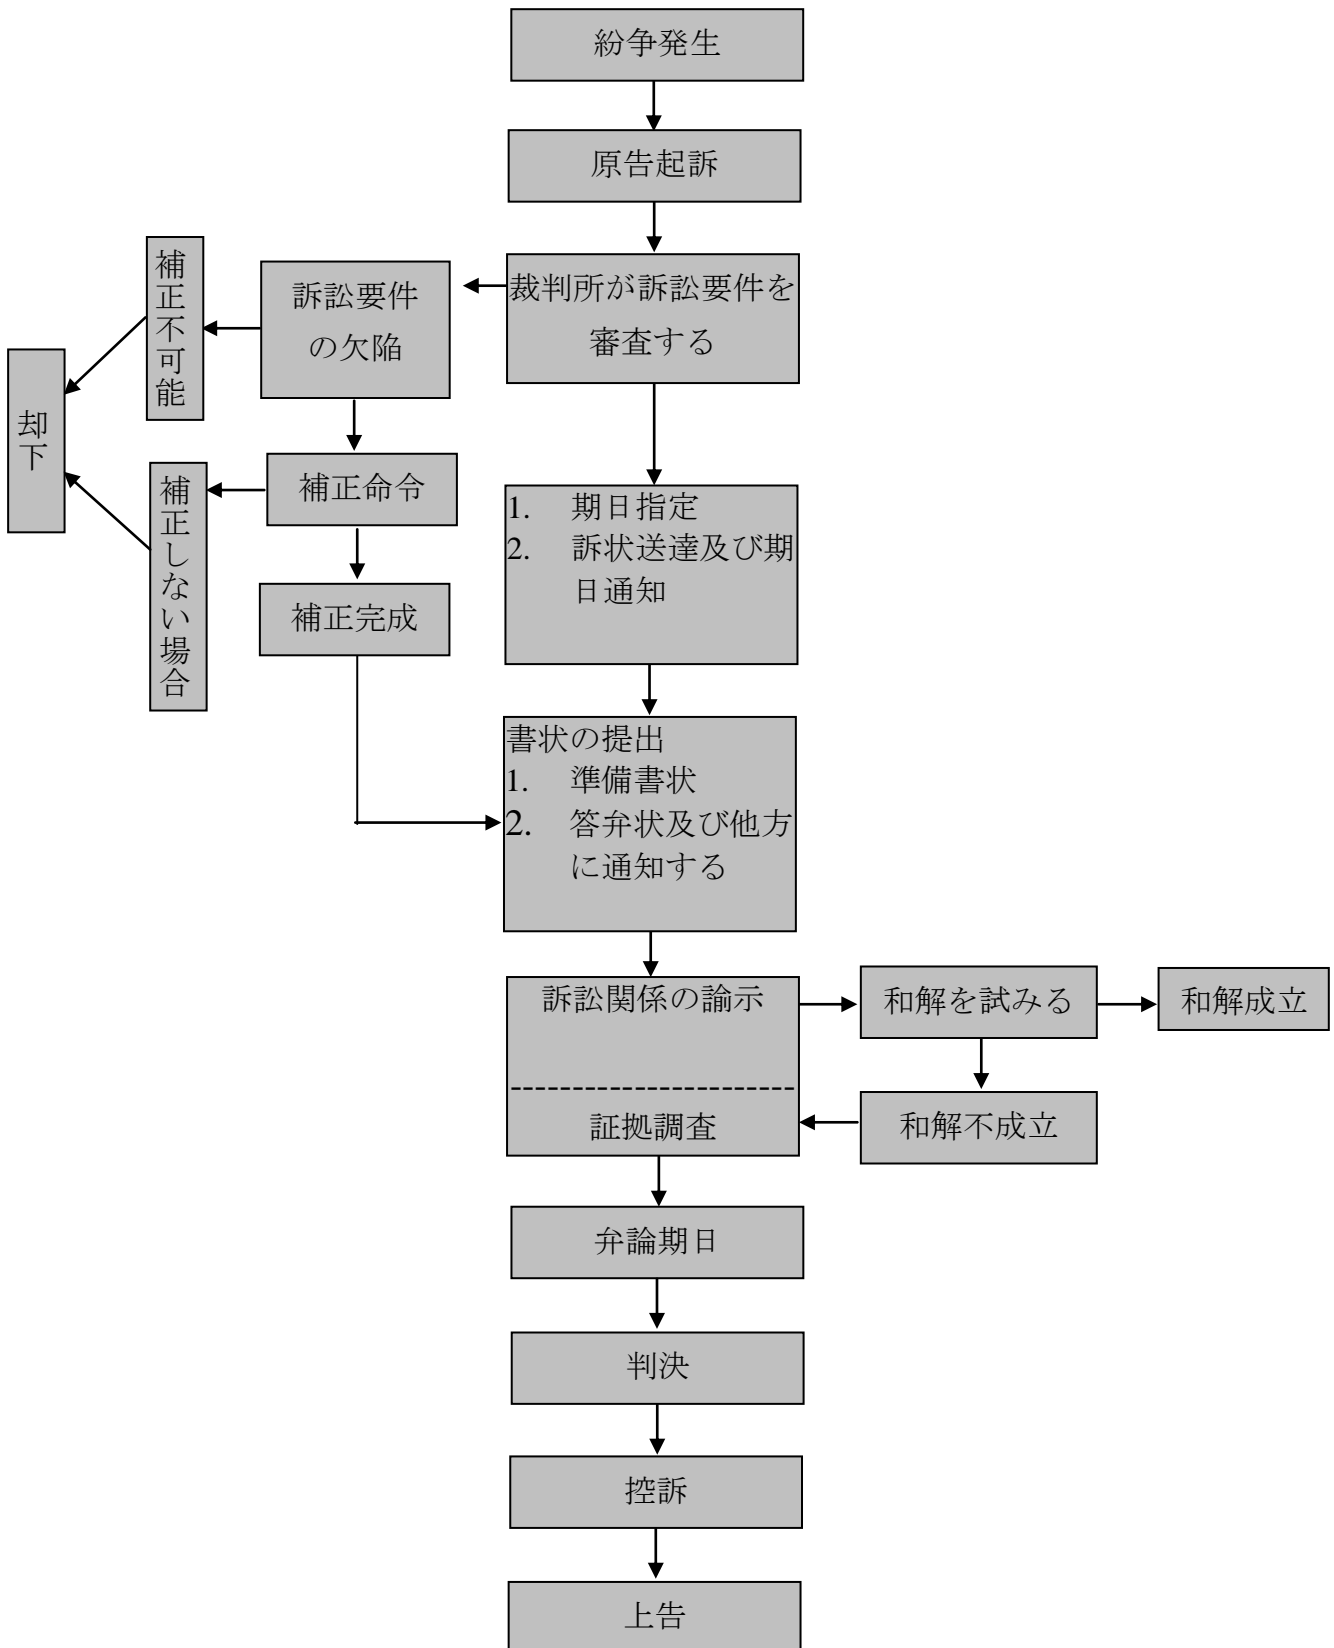 紛争発生
原告起訴
裁判所が訴訟要件を
審査する
訴訟要件
の欠陥
補正不可能
却下
補正命令
補正しない場合
補正完成
1. 期日指定
2. 訴状送達及び期
日通知
書状の提出
1. 準備書状
2. 答弁状及び他方
に通知する
訴訟関係の諭示
和解を試みる
和解成立
証拠調査
和解不成立
弁論期日
判決
控訴
上告